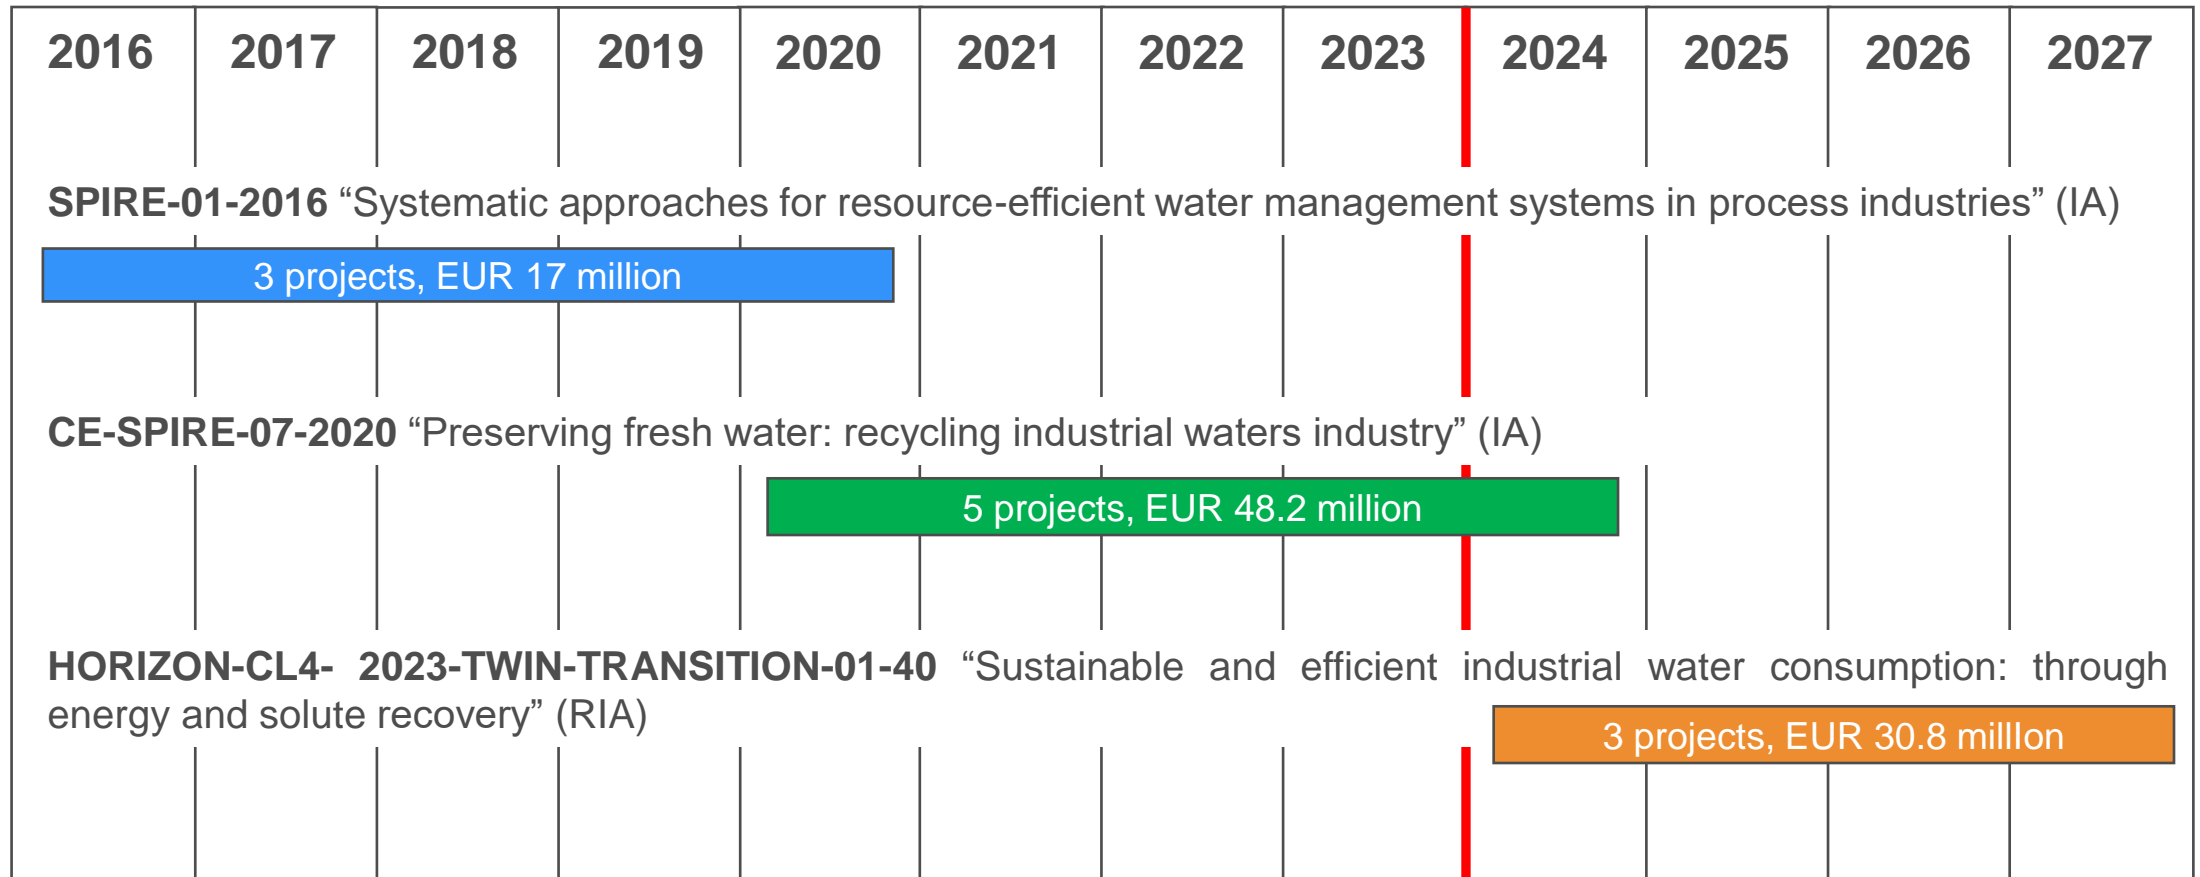 2016 2017 2018 2019 2020 2021 2022 2023 2024 2025 2026 2027
SPIRE-01-2016 “Systematic approaches for resource-efficient water management systems in process industries” (IA)
3 projects, EUR 17 million
CE-SPIRE-07-2020 “Preserving fresh water: recycling industrial waters industry” (IA)
5 projects, EUR 48.2 million
HORIZON-CL4- 2023-TWIN-TRANSITION-01-40 “Sustainable and efficient industrial water consumption: through
energy and solute recovery” (RIA)
3 projects, EUR 30.8 millIon